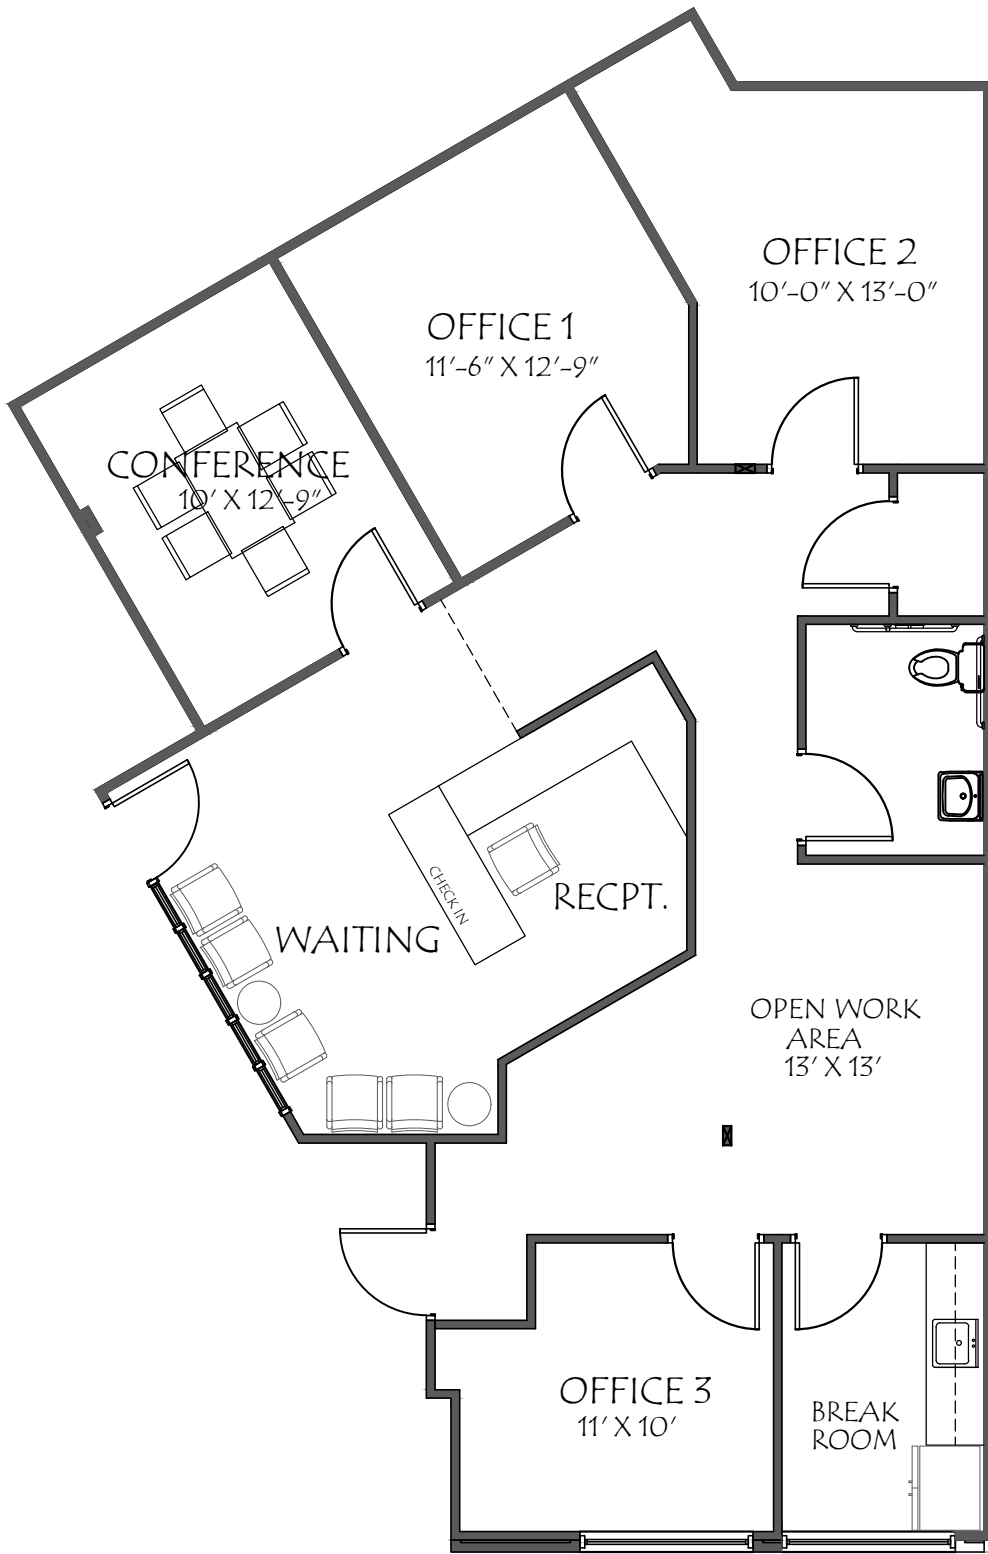 OFFICE 2
10'-0" X 13'-0"
OFFICE 1
11'-6" X 12'-9"
CONFERENCE
10' X 12'-9"
CHECK IN
RECPT.
WAITING
OPEN WORK
AREA
13' X 13'
OFFICE 3
11' X 10'
BREAK
ROOM